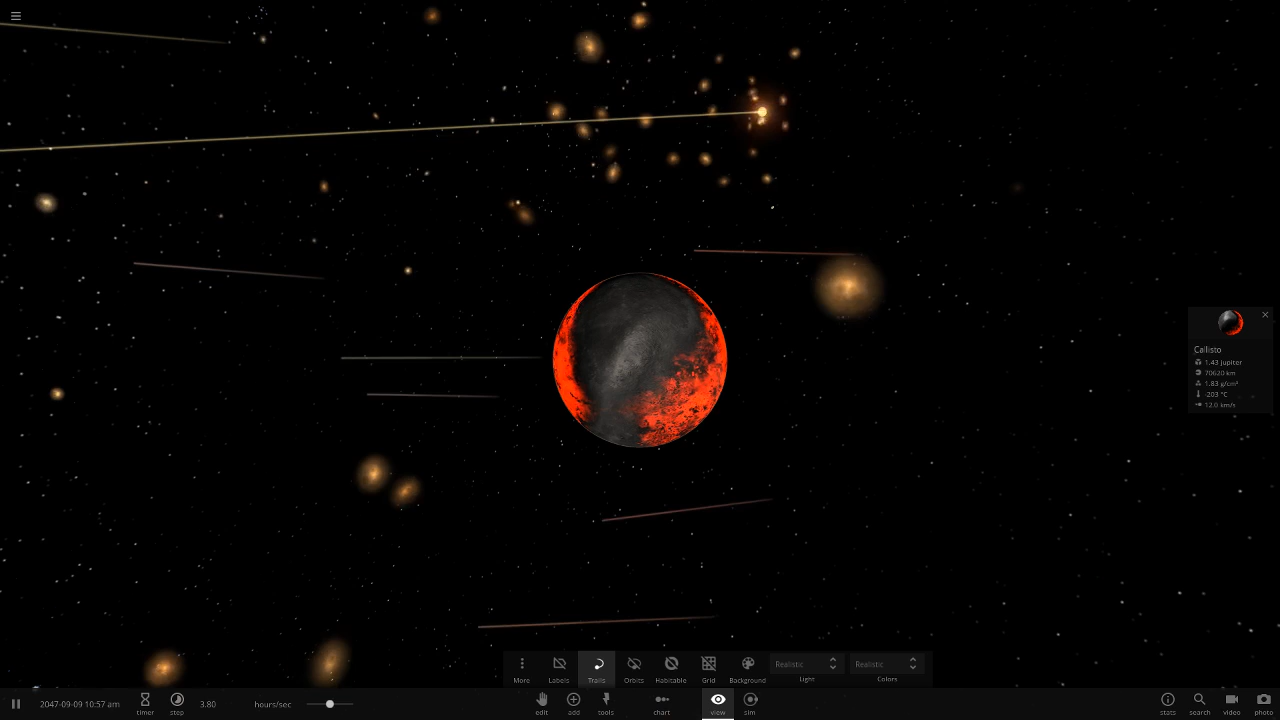 Callisto
1.43 jupiter
70620 km
1.83 g/cm³
-203 °C
12.0 km/s
More
Labels
Trails
Orbits
Habitable
Grid
Background
Realistic
Light
Realistic
Colors
2047-09-09 10:57 am
timer
step
3.80
hours/sec
edit
add
tools
chart
view
sim
stats
search
video
photo